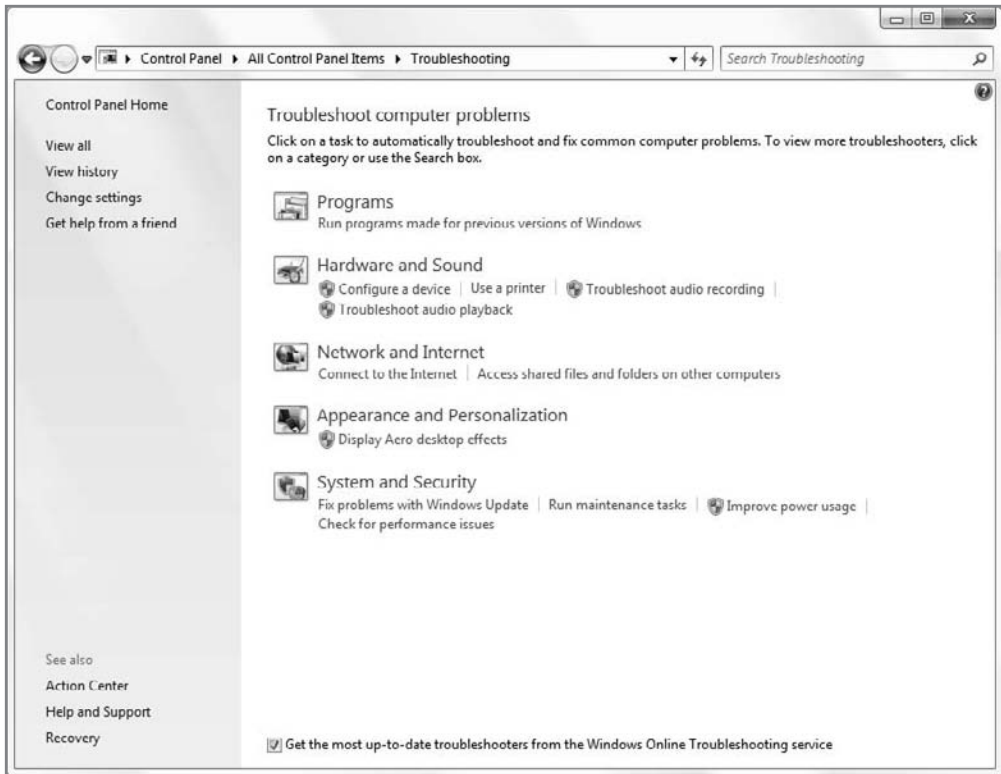 Control Panel ▸ All Control Panel Items ▸ Troubleshooting
Search Troubleshooting
Control Panel Home
View all
View history
Change settings
Get help from a friend
Troubleshoot computer problems
Click on a task to automatically troubleshoot and fix common computer problems. To view more troubleshooters, click
on a category or use the Search box.
Programs
Run programs made for previous versions of Windows
Hardware and Sound
Configure a device | Use a printer | Troubleshoot audio recording |
Troubleshoot audio playback
Network and Internet
Connect to the Internet | Access shared files and folders on other computers
Appearance and Personalization
Display Aero desktop effects
System and Security
Fix problems with Windows Update | Run maintenance tasks | Improve power usage |
Check for performance issues
See also
Action Center
Help and Support
Recovery
Get the most up-to-date troubleshooters from the Windows Online Troubleshooting service